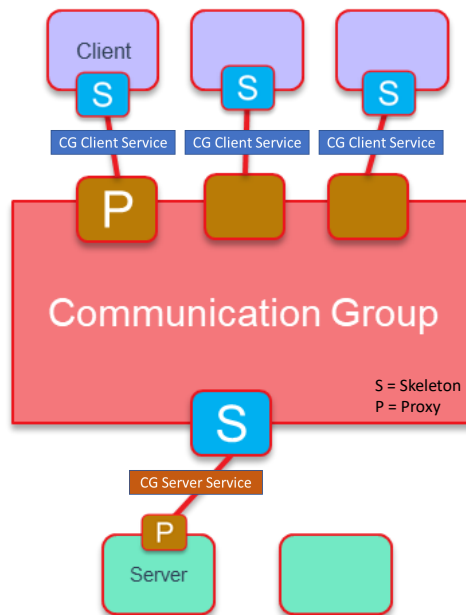 Client
S
S
S
CG Client Service
CG Client Service
CG Client Service
P
Communication Group
S = Skeleton
P = Proxy
S
CG Server Service
P
Server